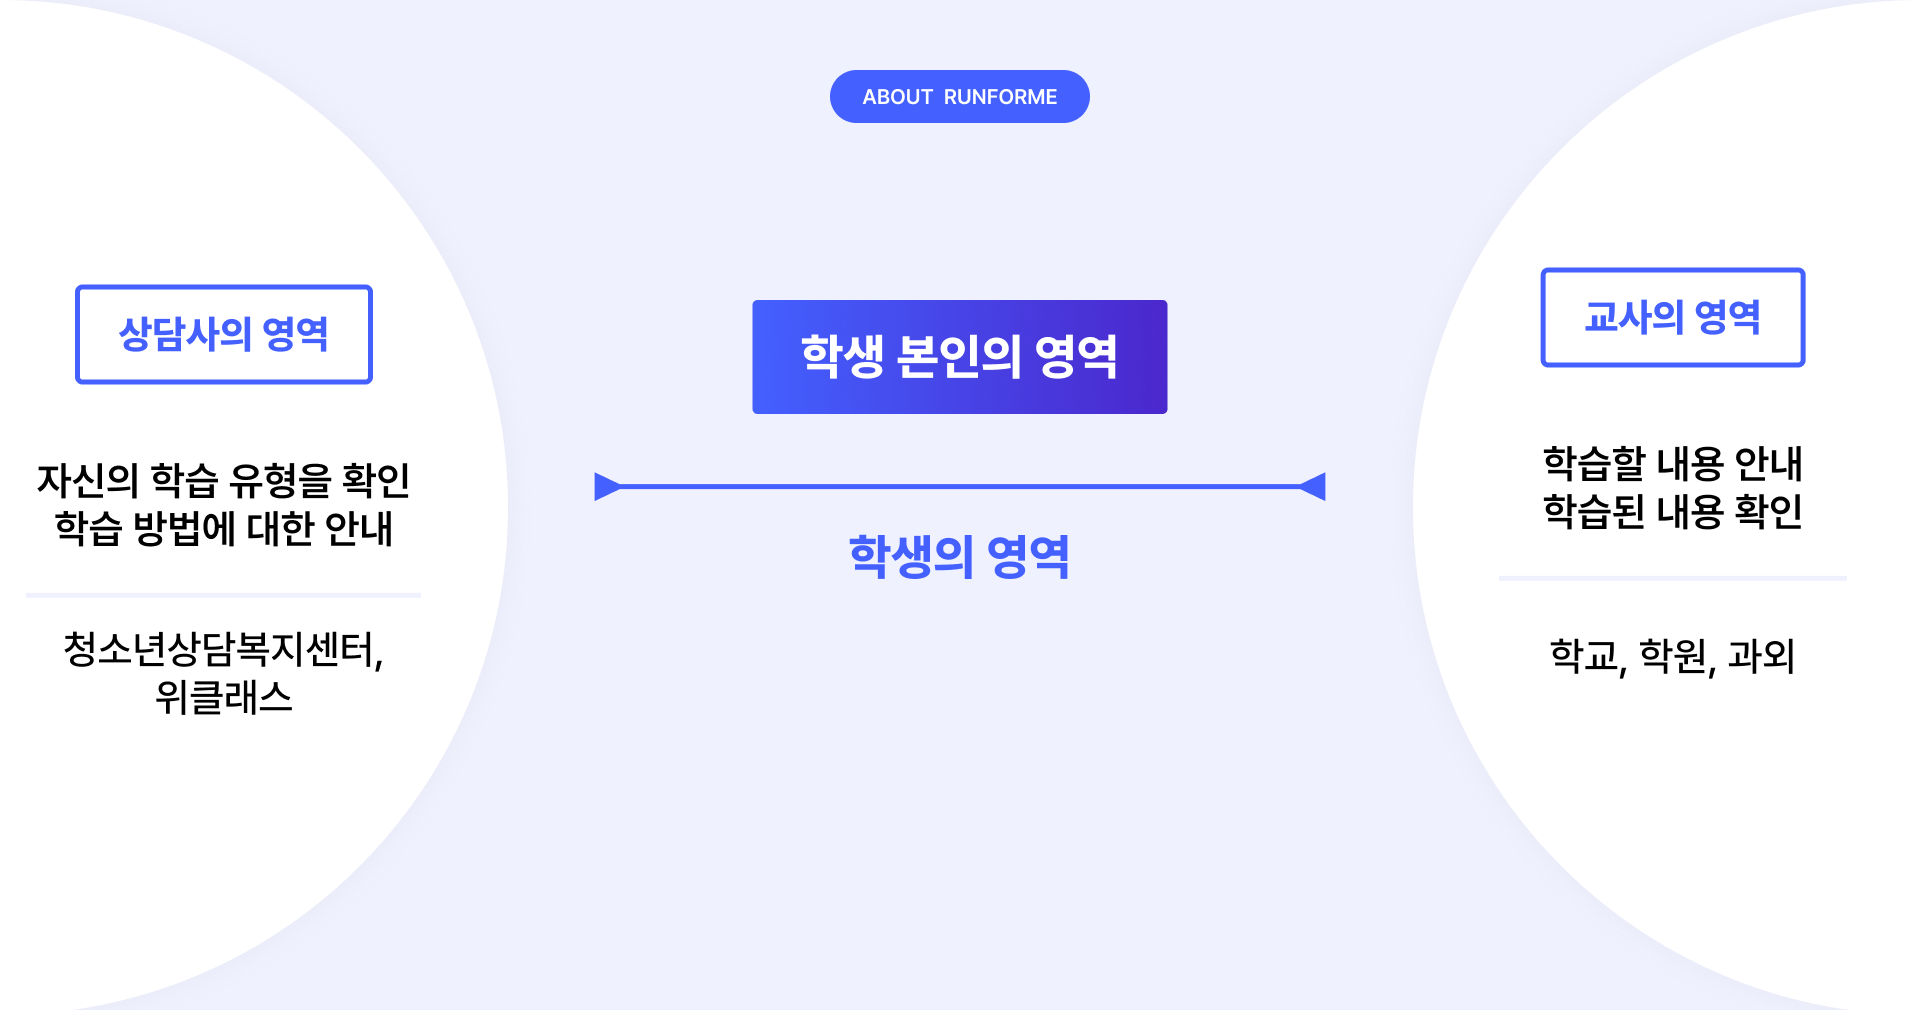 ABOUT RUNFORME
상담사의 영역
자신의 학습 유형을 확인
학습 방법에 대한 안내
청소년상담복지센터,
위클래스
학생 본인의 영역
학생의 영역
교사의 영역
학습할 내용 안내
학습된 내용 확인
학교, 학원, 과외